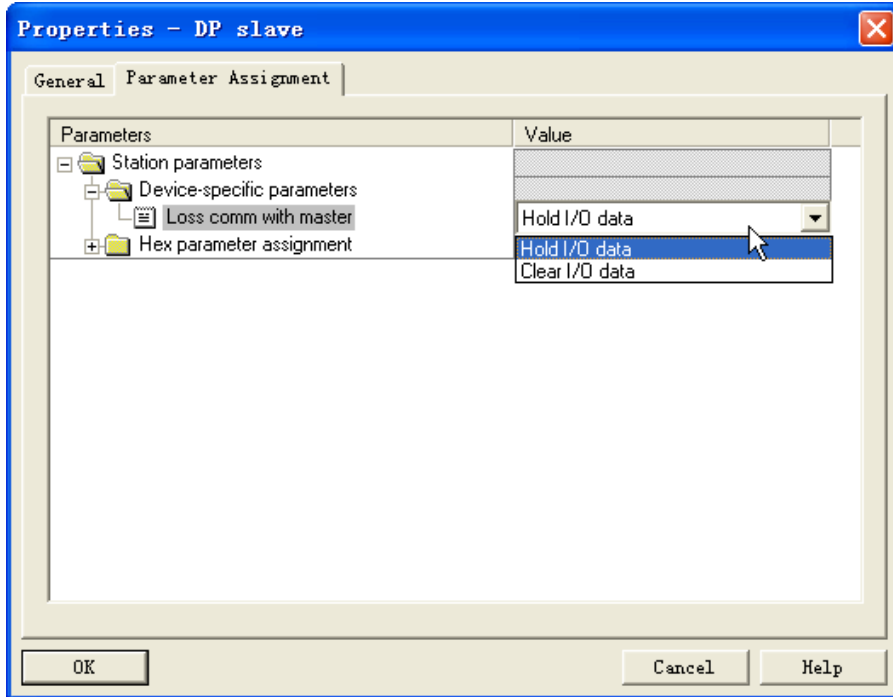 Properties - DP slave
General Parameter Assignment
Parameters Value
Station parameters
Device-specific parameters
Loss comm with master Hold I/O data
Hex parameter assignment Hold I/O data
Clear I/O data
OK Cancel Help